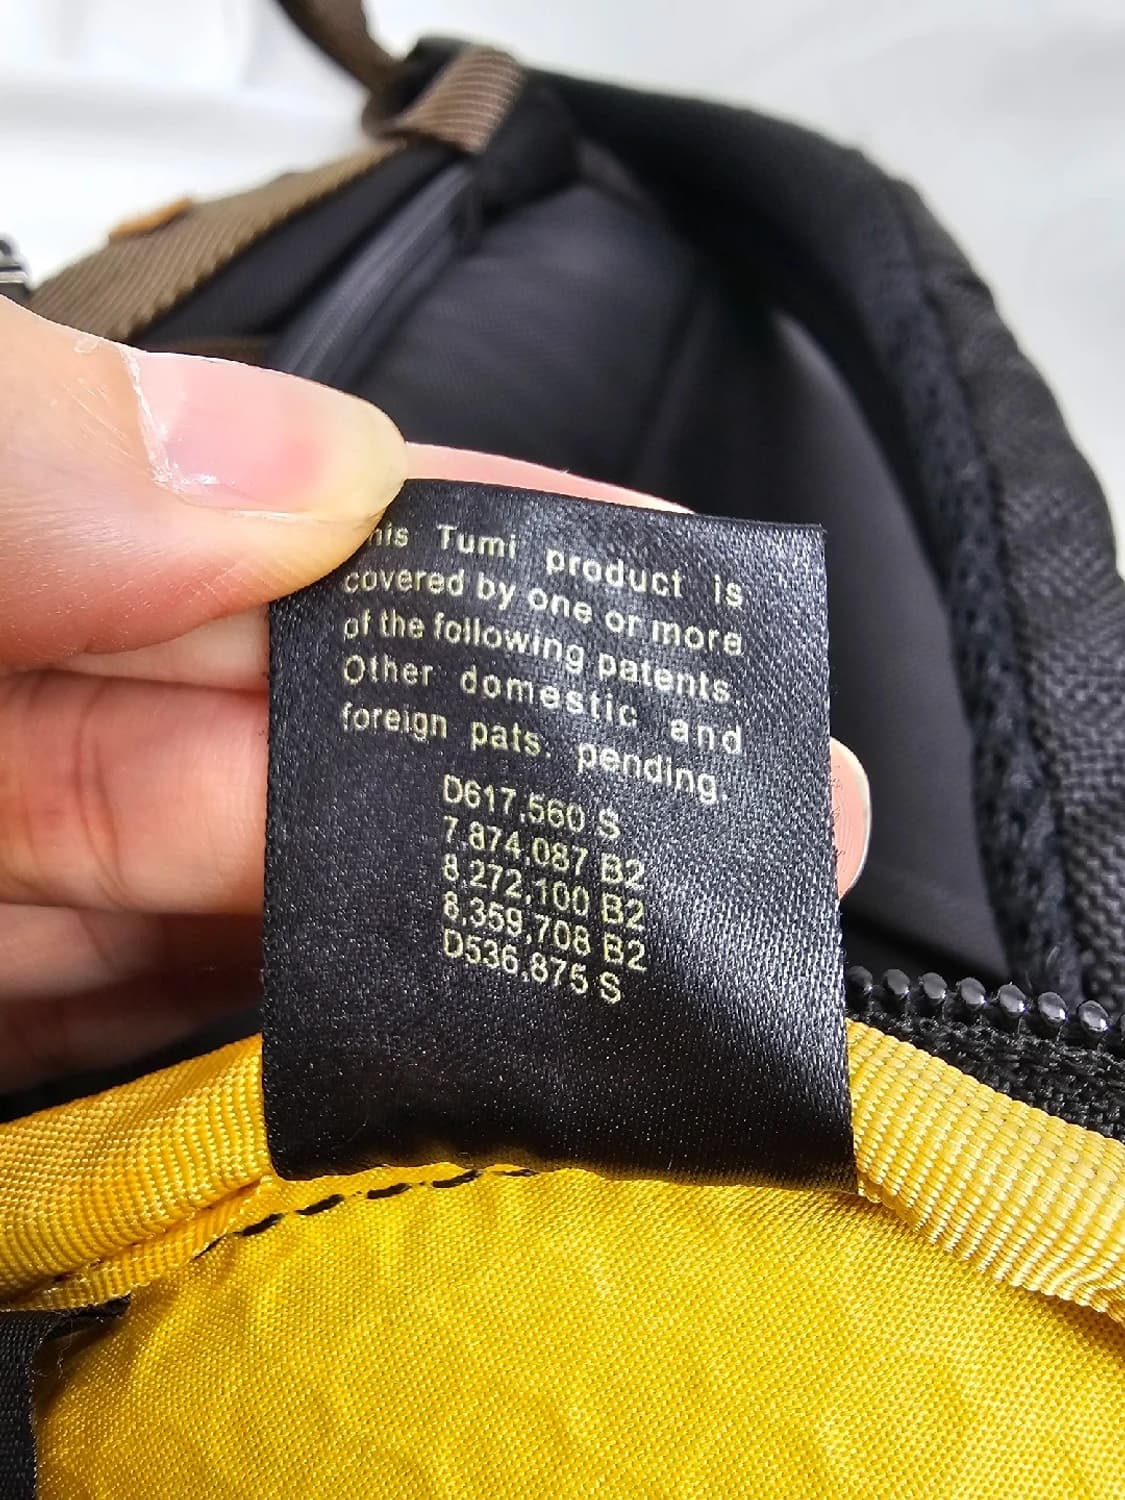 his Tumi product is
covered by one or more
of the following patents.
Other domestic and
foreign pats. pending.
D617,560 S
7,874,087 B2
8,272,100 B2
8,359,708 B2
D536,875 S